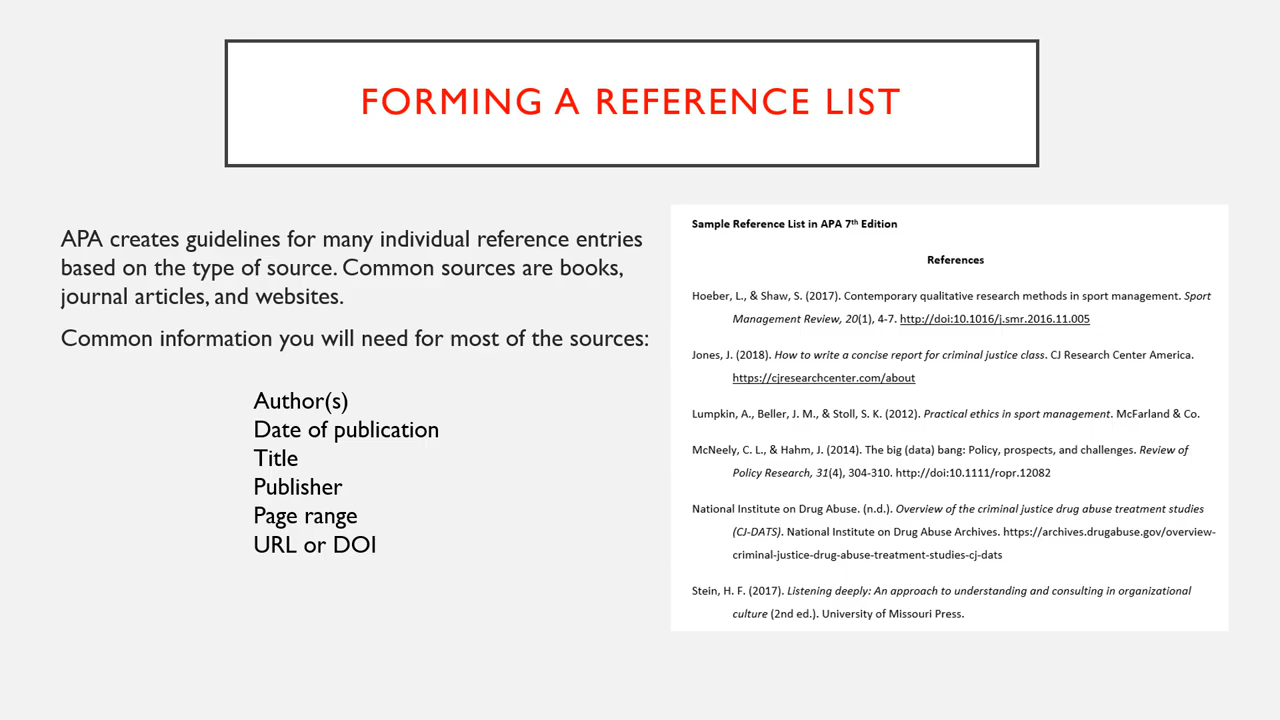 FORMING A REFERENCE LIST
APA creates guidelines for many individual reference entries
based on the type of source. Common sources are books,
journal articles, and websites.
Common information you will need for most of the sources:
Author(s)
Date of publication
Title
Publisher
Page range
URL or DOI
Sample Reference List in APA 7th Edition
References
Hoeber, L., & Shaw, S. (2017). Contemporary qualitative research methods in sport management. Sport
Management Review, 20(1), 4-7. http://doi:10.1016/j.smr.2016.11.005
Jones, J. (2018). How to write a concise report for criminal justice class. CJ Research Center America.
https://cjresearchcenter.com/about
Lumpkin, A., Beller, J. M., & Stoll, S. K. (2012). Practical ethics in sport management. McFarland & Co.
McNeely, C. L., & Hahm, J. (2014). The big (data) bang: Policy, prospects, and challenges. Review of
Policy Research, 31(4), 304-310. http://doi:10.1111/ropr.12082
National Institute on Drug Abuse. (n.d.). Overview of the criminal justice drug abuse treatment studies
(CJ-DATS). National Institute on Drug Abuse Archives. https://archives.drugabuse.gov/overview-
criminal-justice-drug-abuse-treatment-studies-cj-dats
Stein, H. F. (2017). Listening deeply: An approach to understanding and consulting in organizational
culture (2nd ed.). University of Missouri Press.